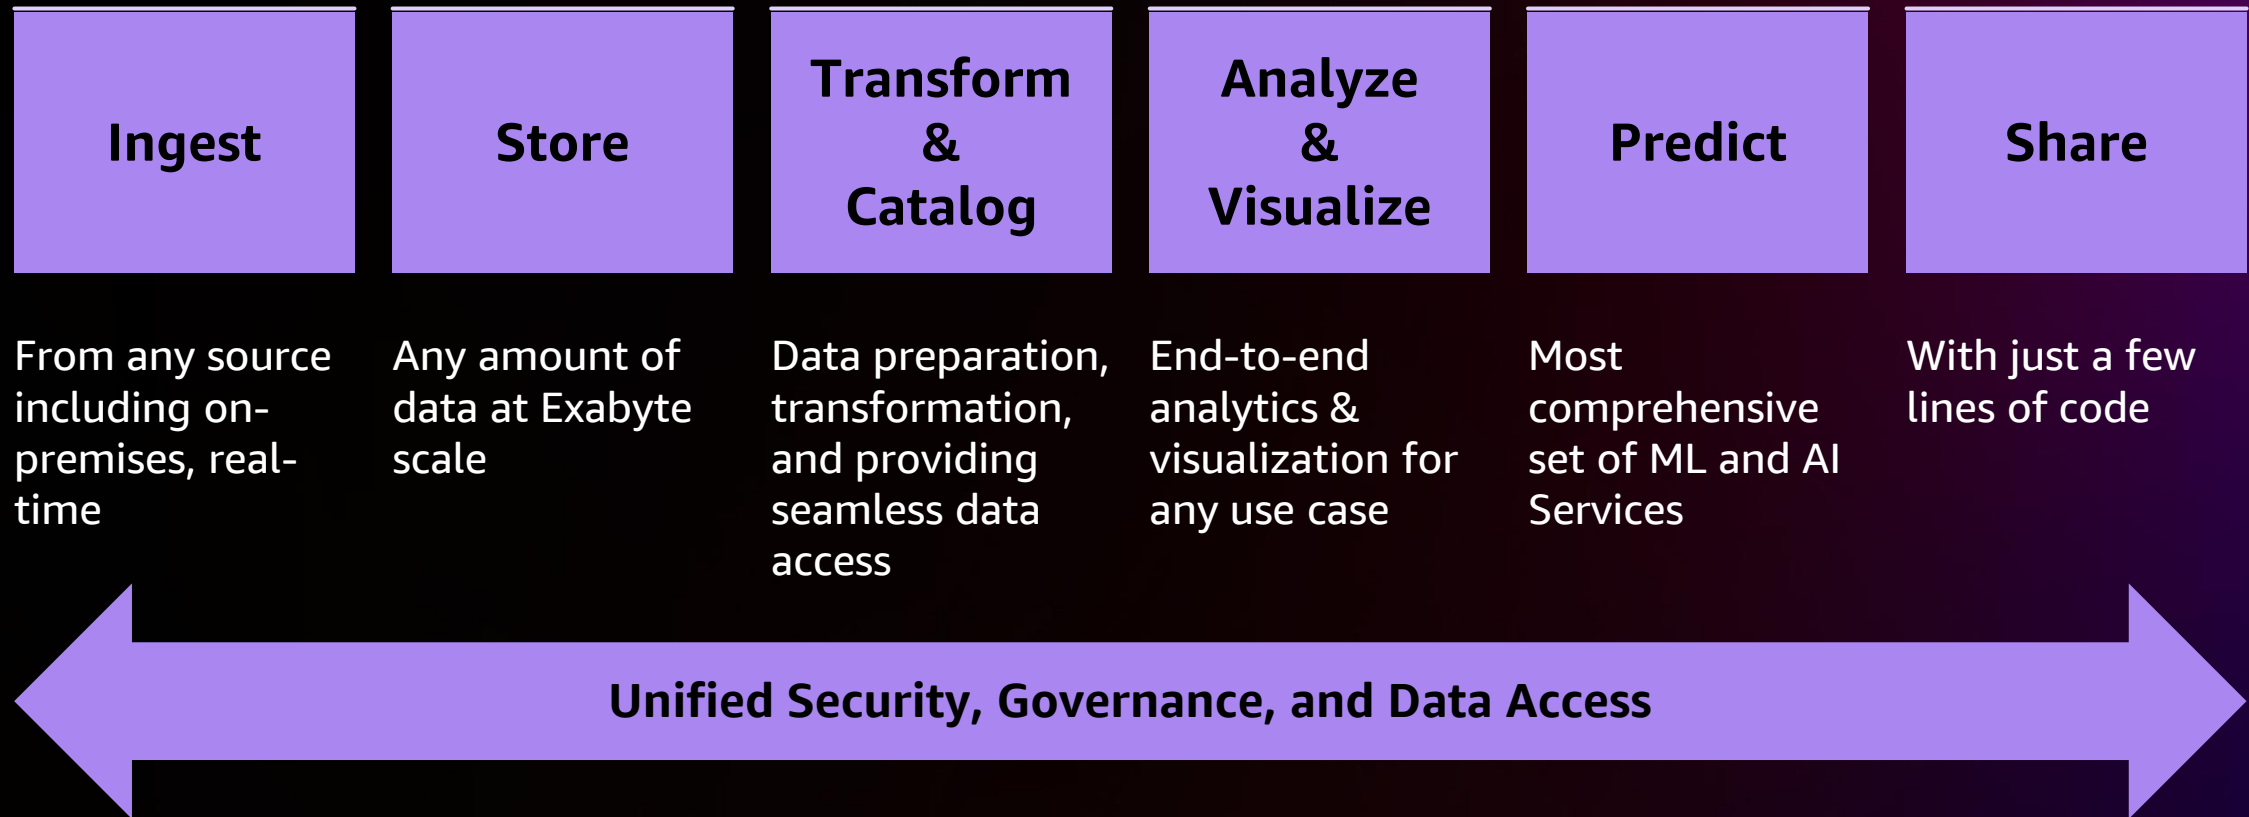 Ingest
Store
Transform
&
Catalog
Analyze
&
Visualize
Predict
Share
From any source
including on-
premises, real-
time
Any amount of
data at Exabyte
scale
Data preparation,
transformation,
and providing
seamless data
access
End-to-end
analytics &
visualization for
any use case
Most
comprehensive
set of ML and AI
Services
With just a few
lines of code
Unified Security, Governance, and Data Access